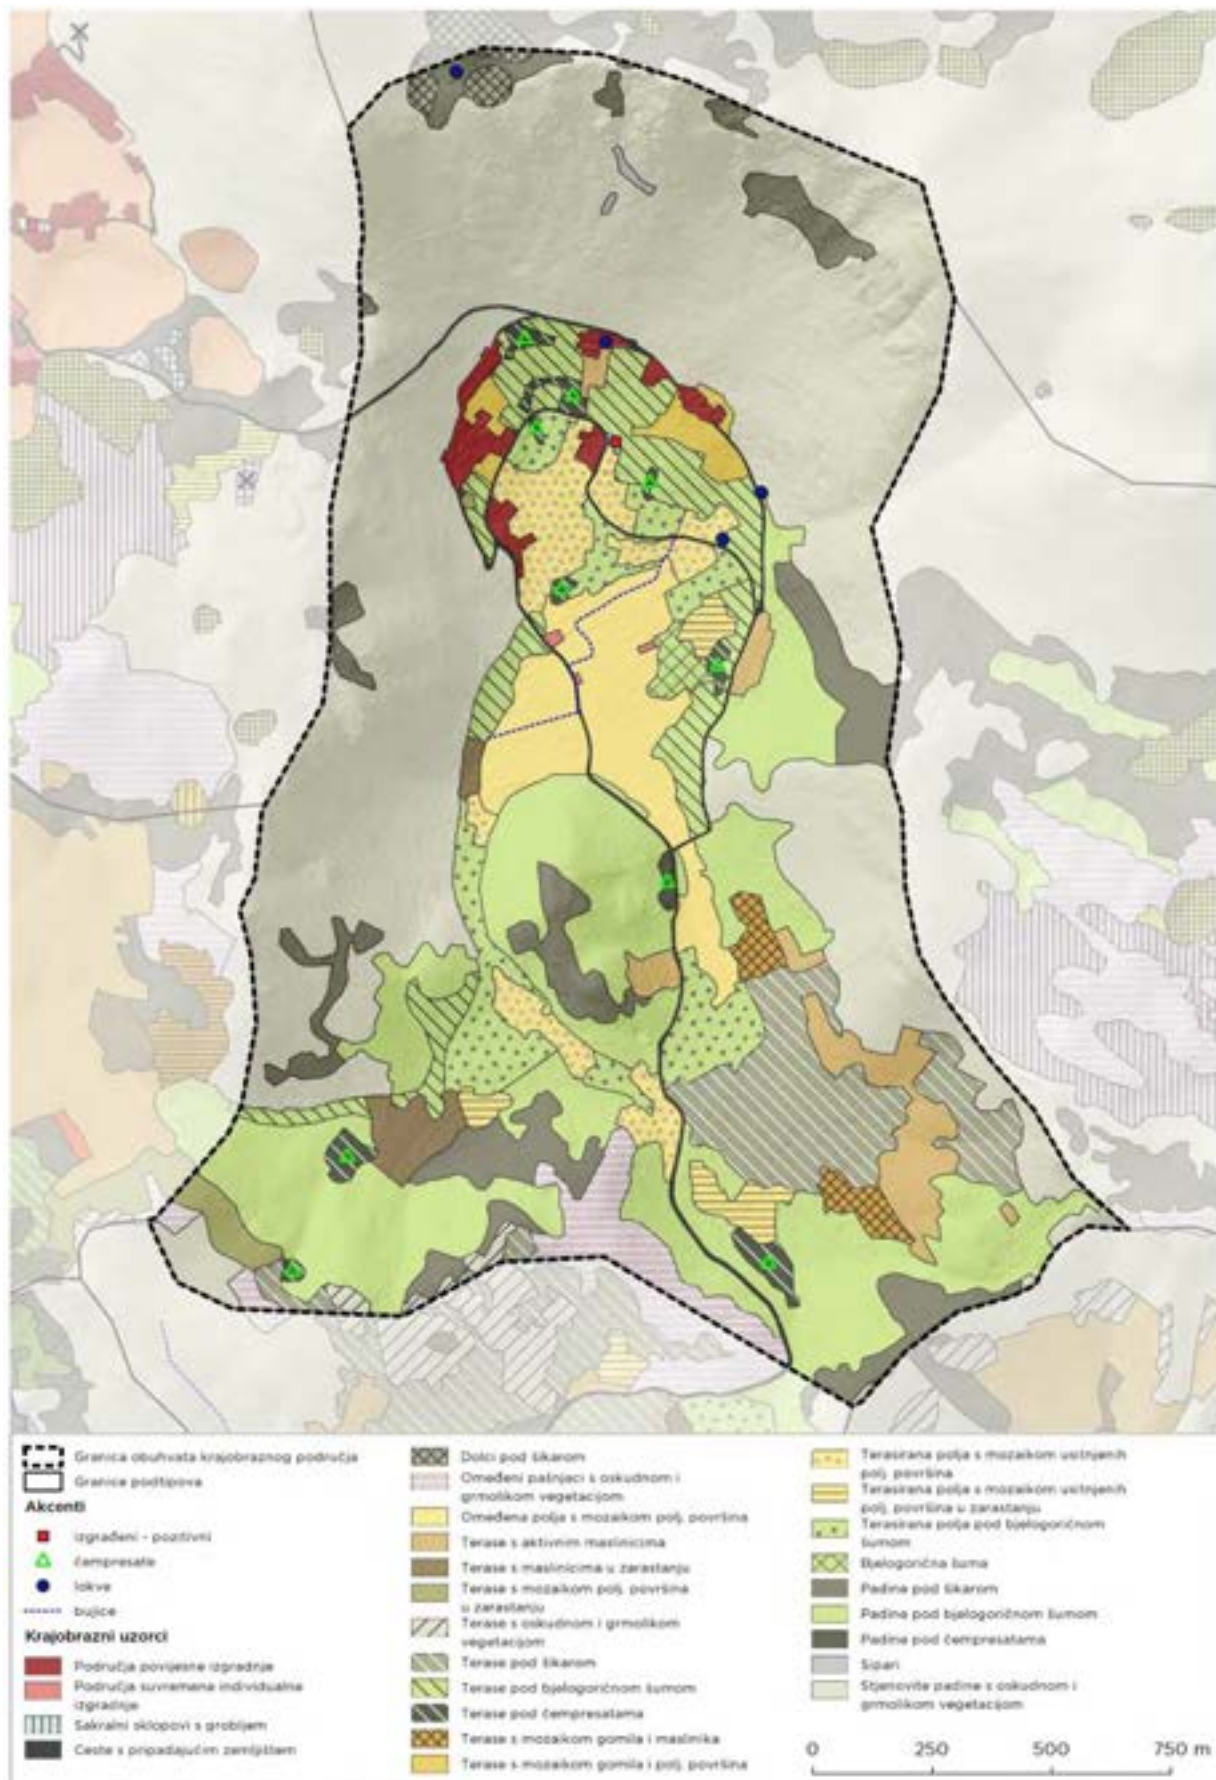 Granica obuhvata krajobraznog područja
Granice podtipova
Akcenti
izgrađeni - pozitivni
čempresate
lokve
bujice
Krajobrazni uzorci
Područja povijesne izgradnje
Područja suvremene individualne
izgradnje
Sakralni sklopovi s grobljem
Ceste s pripadajućim zemljištem
Dolci pod šikarom
Omeđeni pašnjaci s oskudnom i
grmolikom vegetacijom
Omeđena polja s mozaikom polj. površina
Terase s aktivnim maslinicima
Terase s maslinicima u zarastanju
Terase s mozaikom polj. površina
u zarastanju
Terase s oskudnom i grmolikom
vegetacijom
Terase pod šikarom
Terase pod bjelogoričnom šumom
Terase pod čempresatama
Terase s mozaikom gomila i maslinika
Terase s mozaikom gomila i polj. površina
Terasirana polja s mozaikom usitnjenih
polj. površina
Terasirana polja s mozaikom usitnjenih
polj. površina u zarastanju
Terasirana polja pod bjelogoričnom
šumom
Bjelogorična šuma
Padine pod šikarom
Padine pod bjelogoričnom šumom
Padine pod čempresatama
Sipari
Stjenovite padine s oskudnom i
grmolikom vegetacijom
0 250 500 750 m